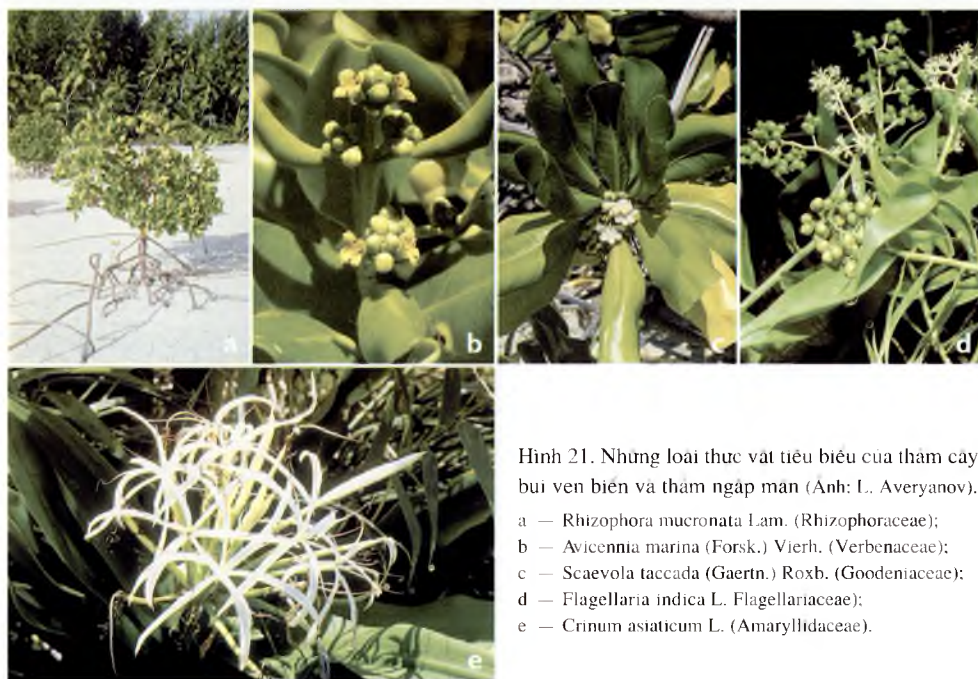 a
b
c
d
e
Hình 21. Những loài thực vật tiêu biểu của thảm cây
bụi ven biển và thảm ngập mặn (Ảnh: L. Averyanov).
a — Rhizophora mucronata Lam. (Rhizophoraceae);
b — Avicennia marina (Forsk.) Vierh. (Verbenaceae);
c — Scaevola taccada (Gaertn.) Roxb. (Goodeniaceae);
d — Flagellaria indica L. Flagellariaceae);
e — Crinum asiaticum L. (Amaryllidaceae).